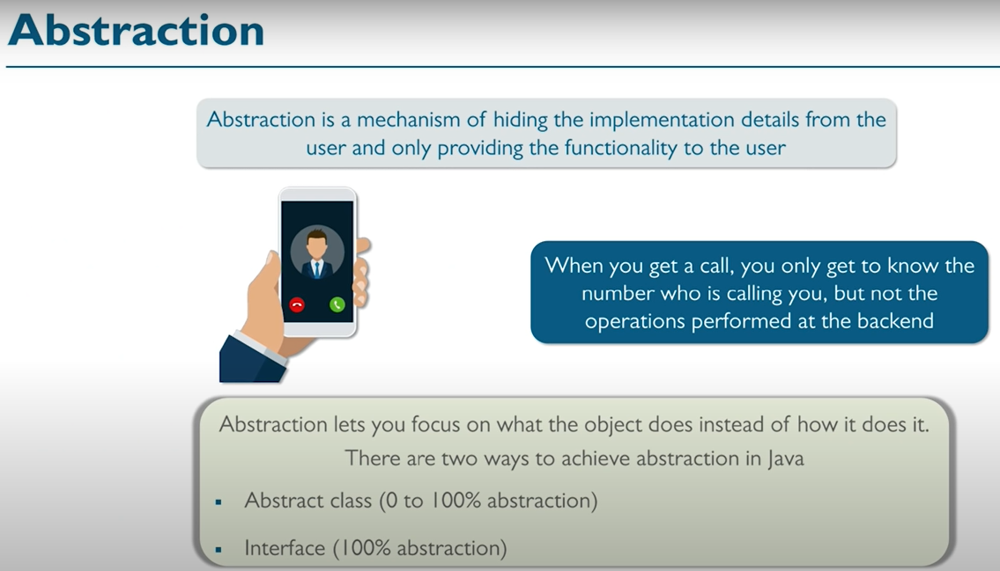 Abstraction
Abstraction is a mechanism of hiding the implementation details from the
user and only providing the functionality to the user
When you get a call, you only get to know the
number who is calling you, but not the
operations performed at the backend
Abstraction lets you focus on what the object does instead of how it does it.
There are two ways to achieve abstraction in Java
▪ Abstract class (0 to 100% abstraction)
▪ Interface (100% abstraction)